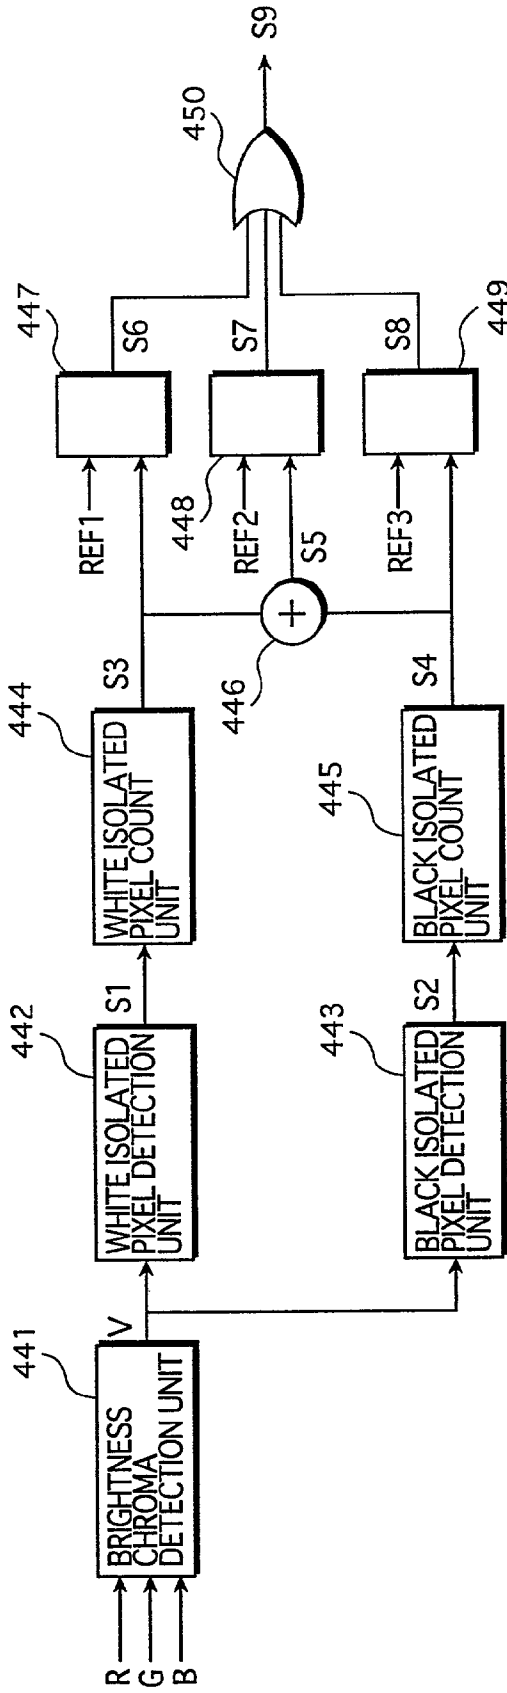 R
G
B
441
BRIGHTNESS
CHROMA
DETECTION UNIT
V
442
WHITE ISOLATED
PIXEL DETECTION
UNIT
S1
444
WHITE ISOLATED
PIXEL COUNT
UNIT
S3
443
BLACK ISOLATED
PIXEL DETECTION
UNIT
S2
445
BLACK ISOLATED
PIXEL COUNT
UNIT
S4
446
+
S5
REF1
447
S6
REF2
448
S7
REF3
449
S8
450
S9